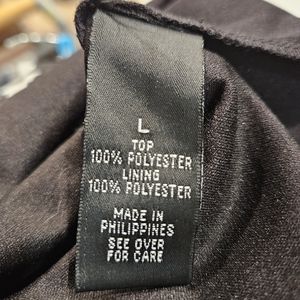 L
TOP
100% POLYESTER
LINING
100% POLYESTER
MADE IN
PHILIPPINES
SEE OVER
FOR CARE